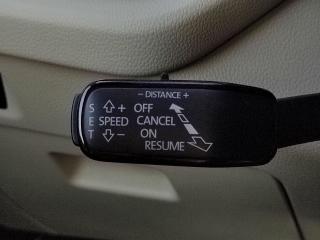 - DISTANCE +
S + OFF
E SPEED CANCEL
T - ON
RESUME